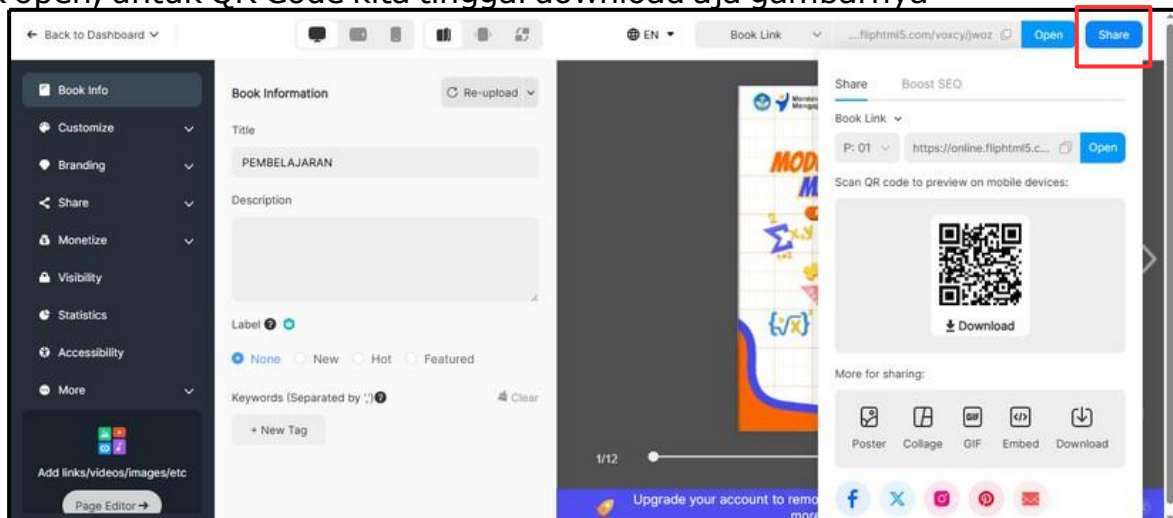 open, untuk QR Code kita tinggal download aja gambarnya
Back to Dashboard
EN
Book Link
...fliphtml5.com/voxcy/jwoz
Open
Share
Book Info
Customize
Branding
Share
Monetize
Visibility
Statistics
Accessibility
More
Add links/videos/images/etc
Page Editor →
Book Information
Re-upload
Title
PEMBELAJARAN
Description
Label
None New Hot Featured
Keywords (Separated by ',')
Clear
+ New Tag
1/12
Upgrade your account to remo
more
Share Boost SEO
Book Link
P: 01
https://online.fliphtml5.c...
Open
Scan QR code to preview on mobile devices:
Download
More for sharing:
GIF
Poster Collage GIF Embed Download